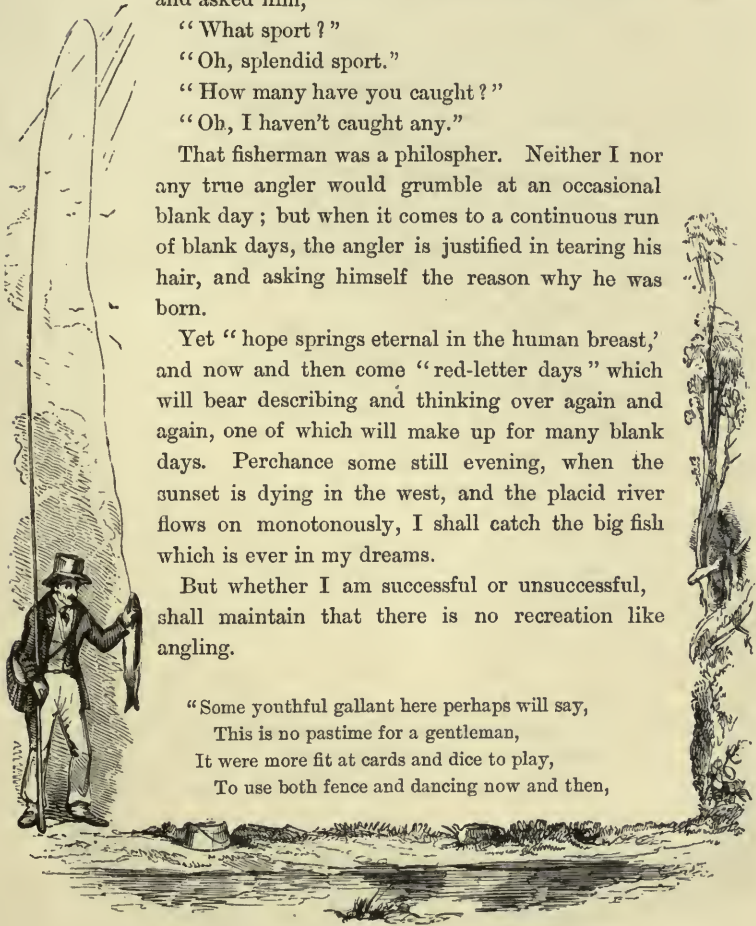 and asked him,
“What sport ?”
“Oh, splendid sport.”
“How many have you caught ?”
“Oh, I haven't caught any.”
That fisherman was a philospher. Neither I nor
any true angler would grumble at an occasional
blank day ; but when it comes to a continuous run
of blank days, the angler is justified in tearing his
hair, and asking himself the reason why he was
born.
Yet “hope springs eternal in the human breast,’
and now and then come “red-letter days” which
will bear describing and thinking over again and
again, one of which will make up for many blank
days. Perchance some still evening, when the
sunset is dying in the west, and the placid river
flows on monotonously, I shall catch the big fish
which is ever in my dreams.
But whether I am successful or unsuccessful,
shall maintain that there is no recreation like
angling.
“Some youthful gallant here perhaps will say,
This is no pastime for a gentleman,
It were more fit at cards and dice to play,
To use both fence and dancing now and then,